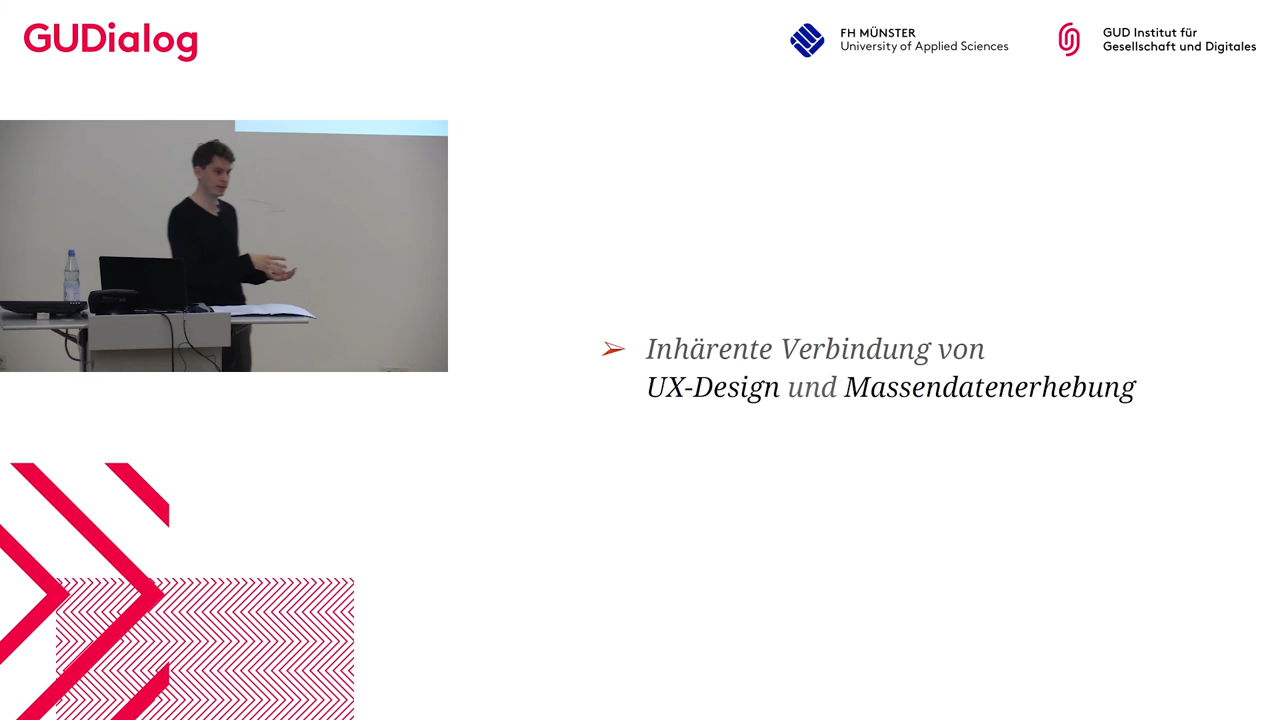 GUDialog
FH MÜNSTER
University of Applied Sciences
GUD Institut für
Gesellschaft und Digitales
➢ Inhärente Verbindung von
UX-Design und Massendatenerhebung